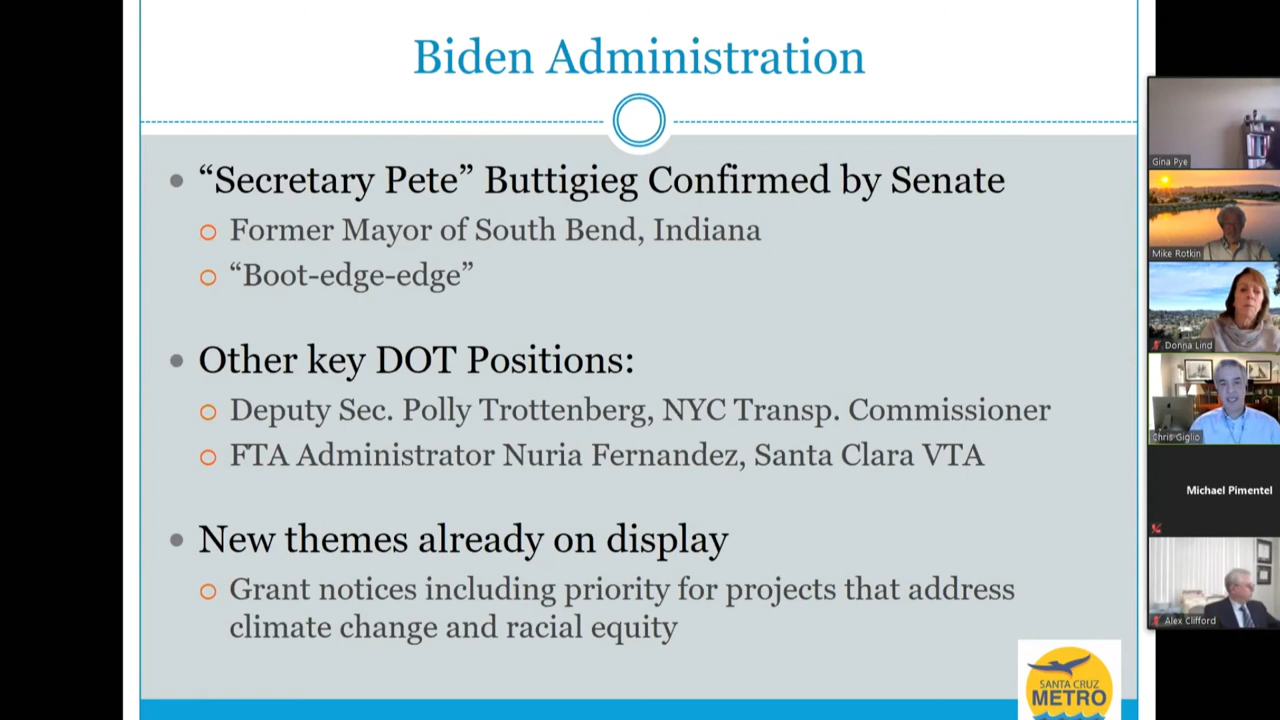 Biden Administration
“Secretary Pete” Buttigieg Confirmed by Senate
Former Mayor of South Bend, Indiana
“Boot-edge-edge”
Other key DOT Positions:
Deputy Sec. Polly Trottenberg, NYC Transp. Commissioner
FTA Administrator Nuria Fernandez, Santa Clara VTA
New themes already on display
Grant notices including priority for projects that address
climate change and racial equity
SANTA CRUZ
METRO
Gina Pye
Mike Rotkin
Donna Lind
Chris Giglio
Michael Pimentel
Alex Clifford